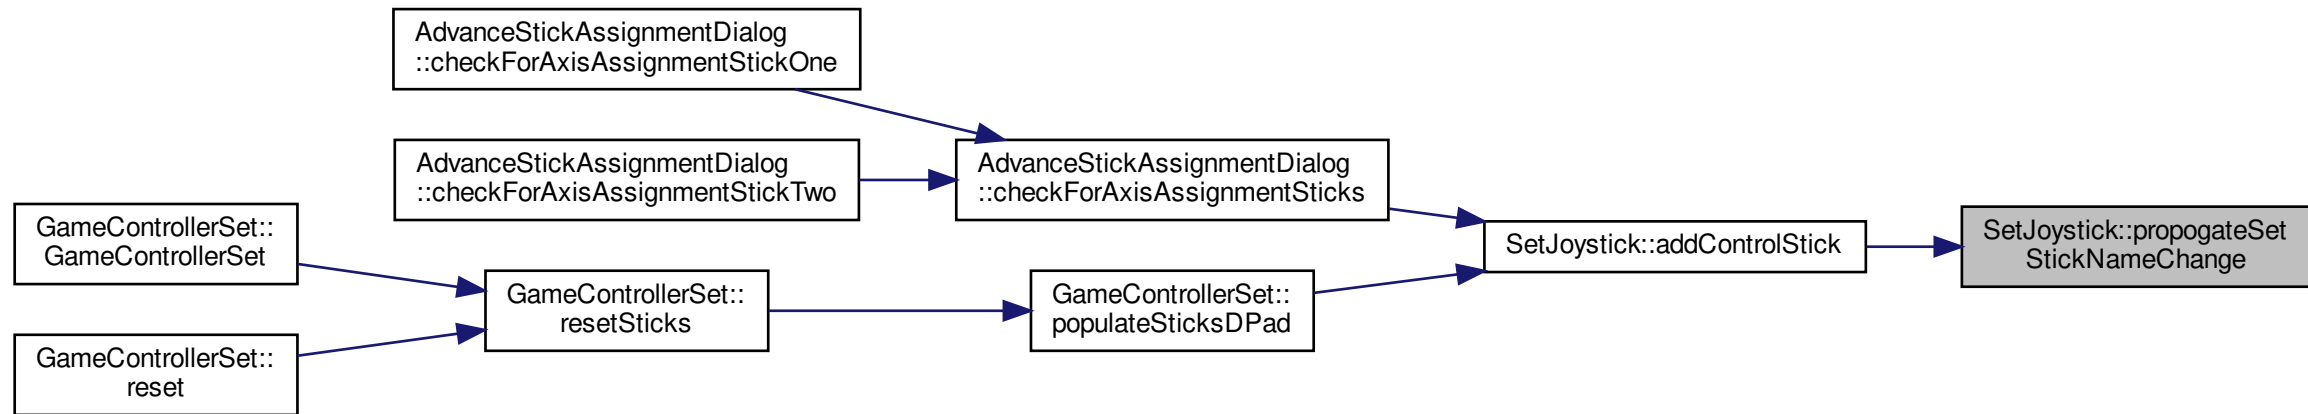 AdvanceStickAssignmentDialog
::checkForAxisAssignmentStickOne
AdvanceStickAssignmentDialog
::checkForAxisAssignmentStickTwo
AdvanceStickAssignmentDialog
::checkForAxisAssignmentSticks
GameControllerSet::
GameControllerSet
SetJoystick::addControlStick
SetJoystick::propogateSet
StickNameChange
GameControllerSet::
resetSticks
GameControllerSet::
populateSticksDPad
GameControllerSet::
reset